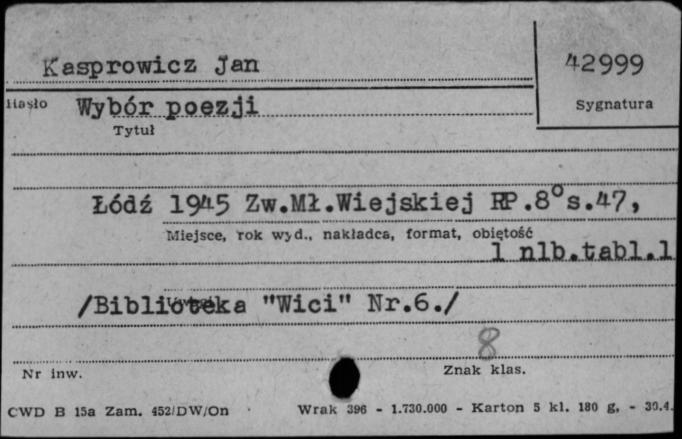 Kasprowicz Jan
42999
Hasło Wybór poezji
Sygnatura
Tytuł
Łódź 1945 Zw.Mł.Wiejskiej RP.8°s.47,
Miejsce, rok wyd., nakładca, format, objętość
1 nlb.tabl.1
/Biblioteka "Wici" Nr.6./
Uwagi
8
Nr inw.
Znak klas.
CWD B 15a Zam. 452/DW/On Wrak 396 - 1.730.000 - Karton 5 kl. 180 g. - 30.4.